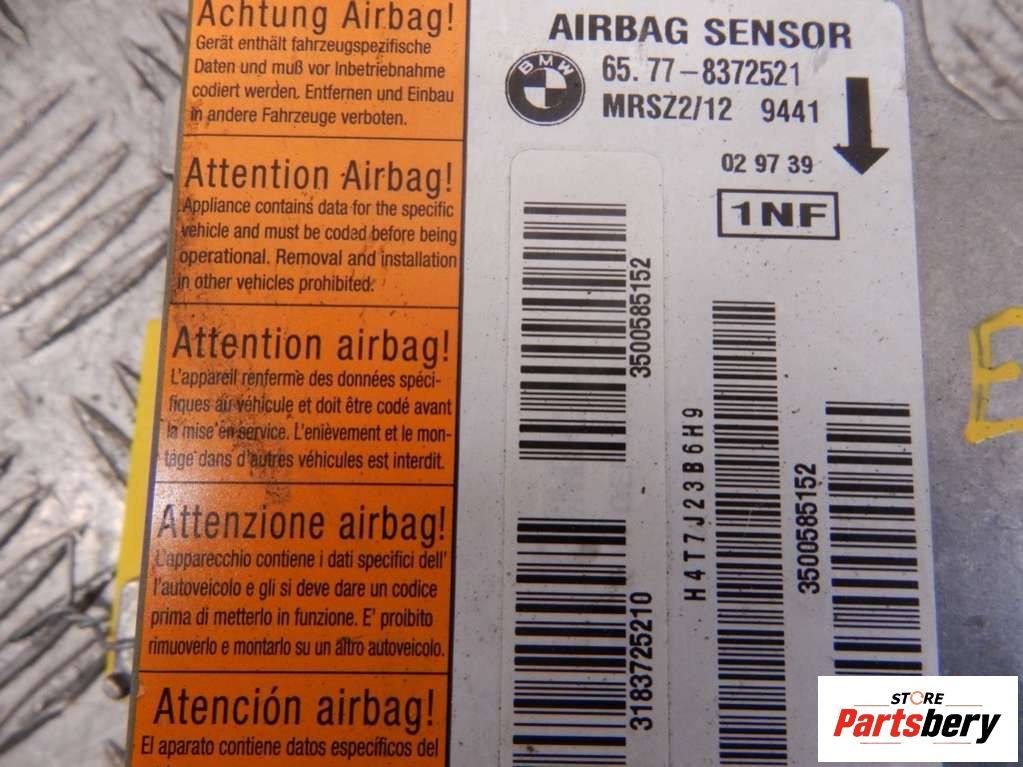 Achtung Airbag!
Gerät enthält fahrzeugspezifische
Daten und muß vor Inbetriebnahme
codiert werden. Entfernen und Einbau
in andere Fahrzeuge verboten.
Attention Airbag!
Appliance contains data for the specific
vehicle and must be coded before being
operational. Removal and installation
in other vehicles prohibited.
Attention airbag!
L'appareil renferme des données spéci-
fiques au véhicule et doit être codé avant
la mise en service. L'enièvement et le mon-
tage dans d'autres véhicules est interdit.
Attenzione airbag!
L'apparecchio contiene i dati specifici dell'
l'autoveicolo e gli si deve dare un codice
prima di metterlo in funzione. E' proibito
rimuoverlo e montarlo su un altro autoveicolo.
Atención airbag!
El aparato contiene datos específicos del
AIRBAG SENSOR
BMW
65. 77-8372521
MRSZ2/12 9441
02 97 39
1NF
3500585152
3183725210
H4T7J23B6H9
3500585152
E
STORE
Partsbery